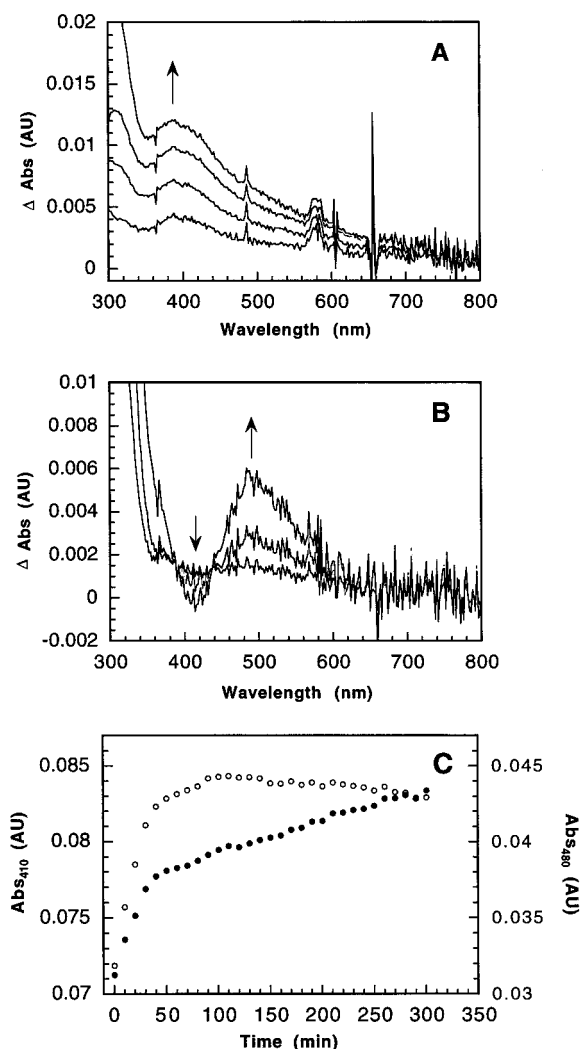 A
0.02
0.015
0.01
0.005
0
Δ Abs (AU)
300 400 500 600 700 800
Wavelength (nm)
B
0.01
0.008
0.006
0.004
0.002
0
-0.002
Δ Abs (AU)
300 400 500 600 700 800
Wavelength (nm)
C
0.085
0.08
0.075
0.07
Abs410 (AU)
0.045
0.04
0.035
0.03
Abs480 (AU)
0 50 100 150 200 250 300 350
Time (min)